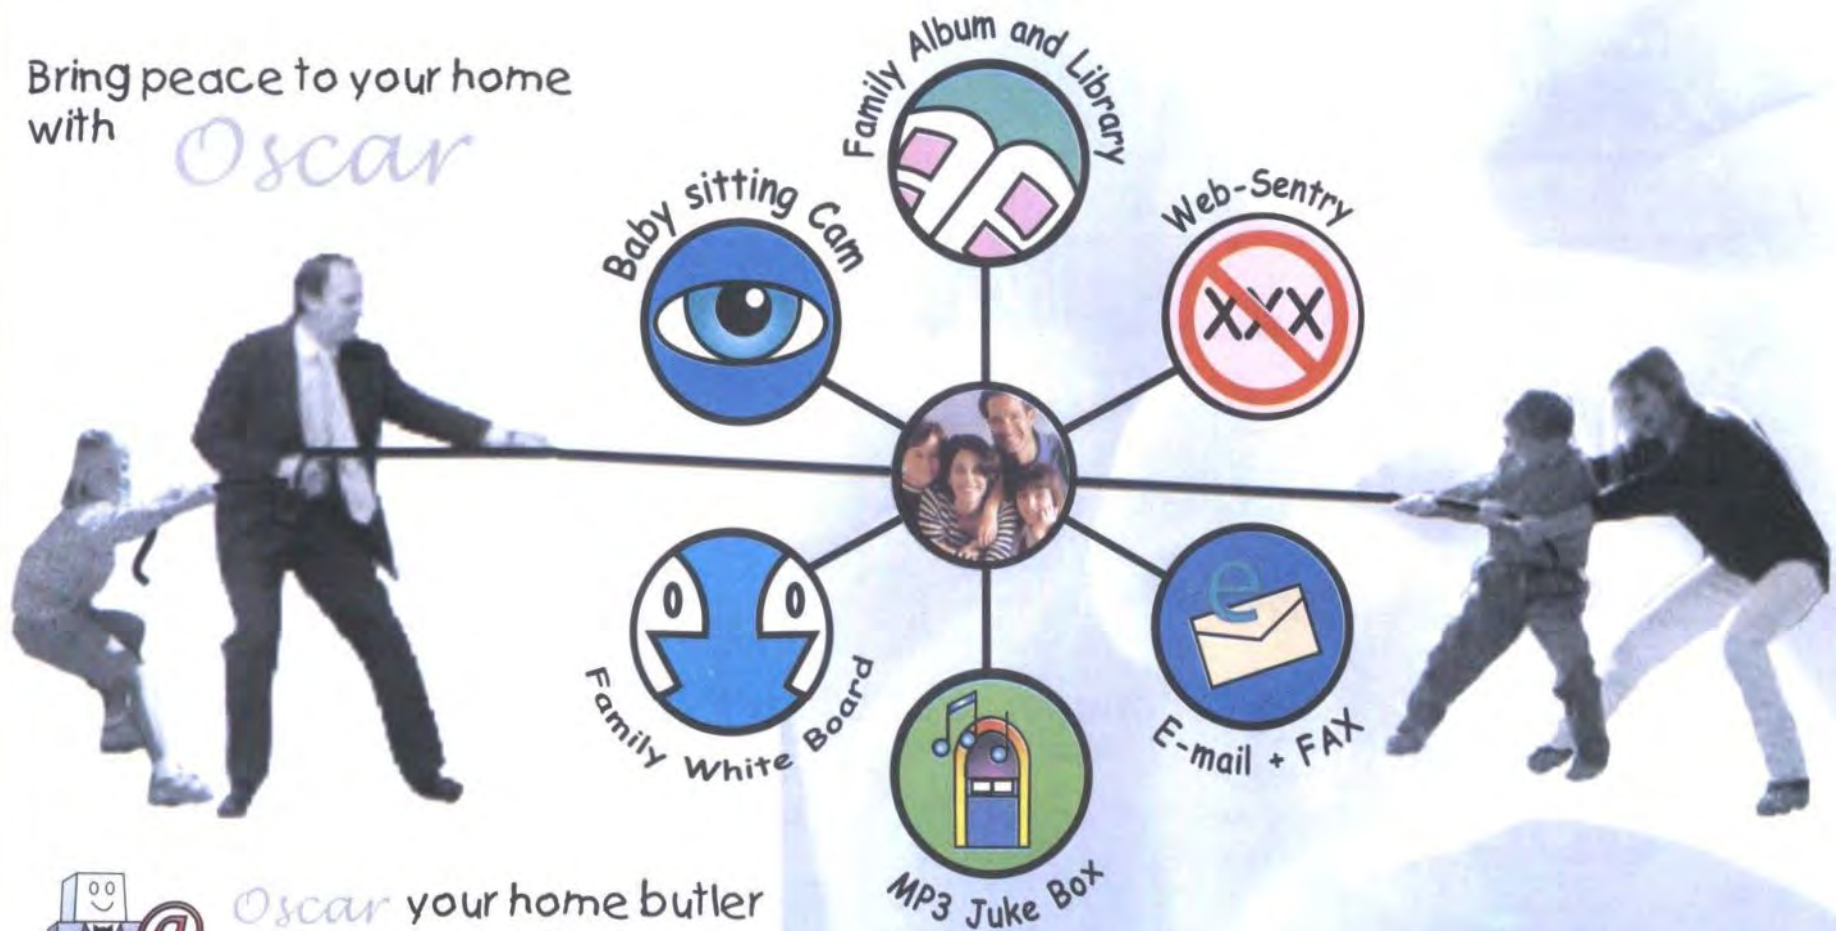 Bring peace to your home
with Oscar
Family Album and Library
Baby sitting Cam
Web-Sentry
XXX
Family White Board
e
E-mail + FAX
MP3 Juke Box
@
Oscar your home butler